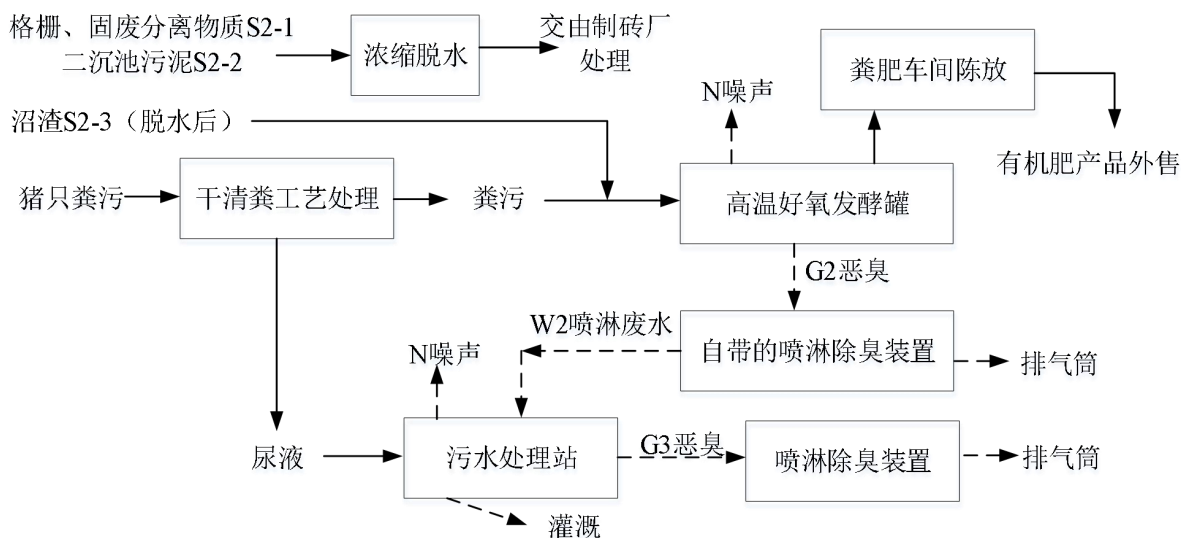 格栅、固废分离物质S2-1
二沉池污泥S2-2
浓缩脱水
交由制砖厂
处理
粪肥车间陈放
N噪声
沼渣S2-3（脱水后）
有机肥产品外售
猪只粪污
干清粪工艺处理
粪污
高温好氧发酵罐
G2恶臭
W2喷淋废水
自带的喷淋除臭装置
排气筒
N噪声
尿液
污水处理站
G3恶臭
喷淋除臭装置
排气筒
灌溉